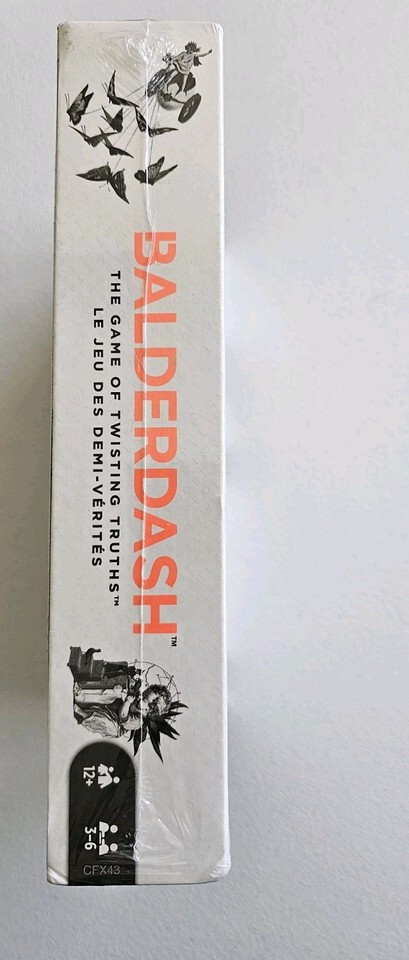 BALDERDASH™
THE GAME OF TWISTING TRUTHS™
LE JEU DES DEMI-VÉRITÉS
12+
3-6
CFX43